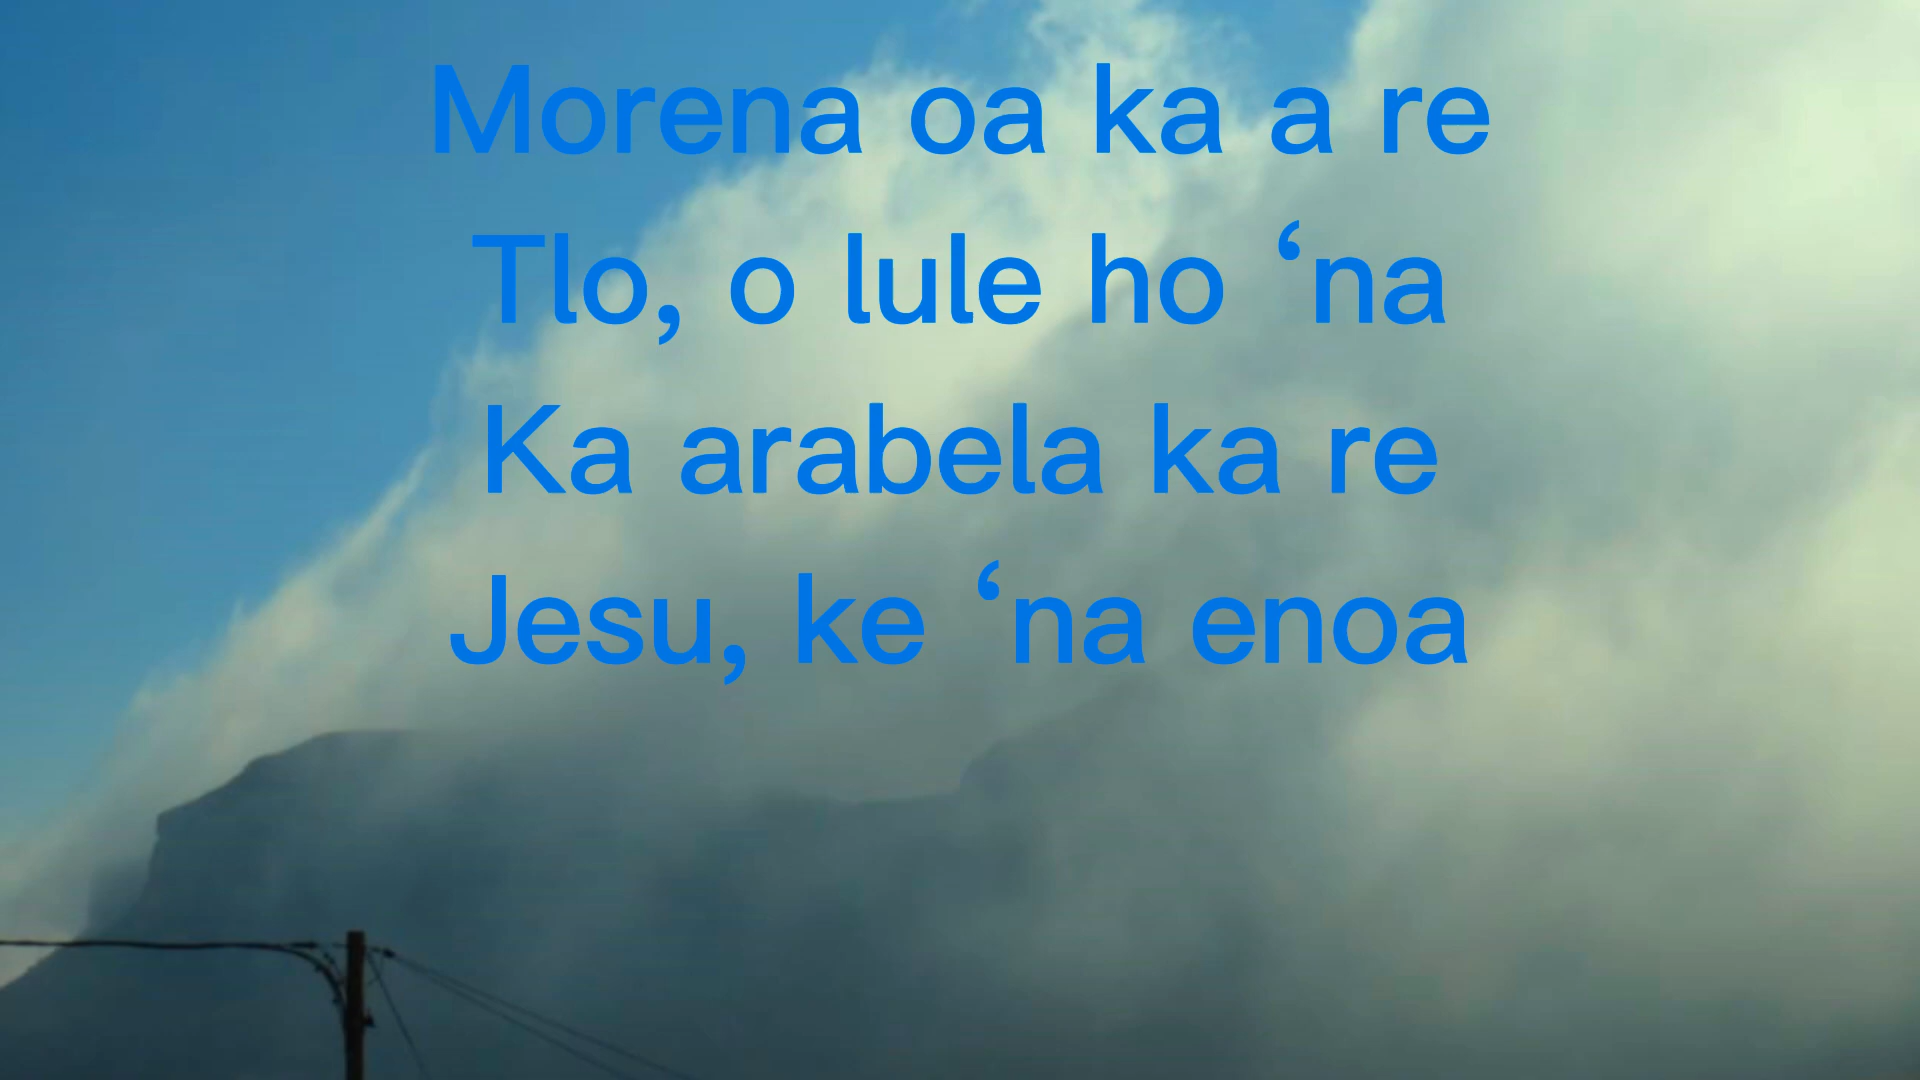 Morena oa ka a re
Tlo, o lule ho ‘na
Ka arabela ka re
Jesu, ke ‘na enoa